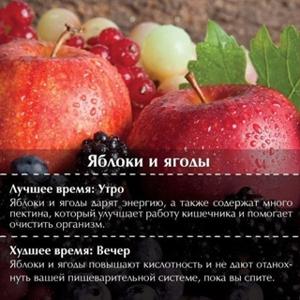 Яблоки и ягоды
Лучшее время: Утро
Яблоки и ягоды дарят энергию, а также содержат много
пектина, который улучшает работу кишечника и помогает
очистить организм.
Худшее время: Вечер
Яблоки и ягоды повышают кислотность и не дают отднох-
нуть вашей пищеварительной системе, пока вы спите.